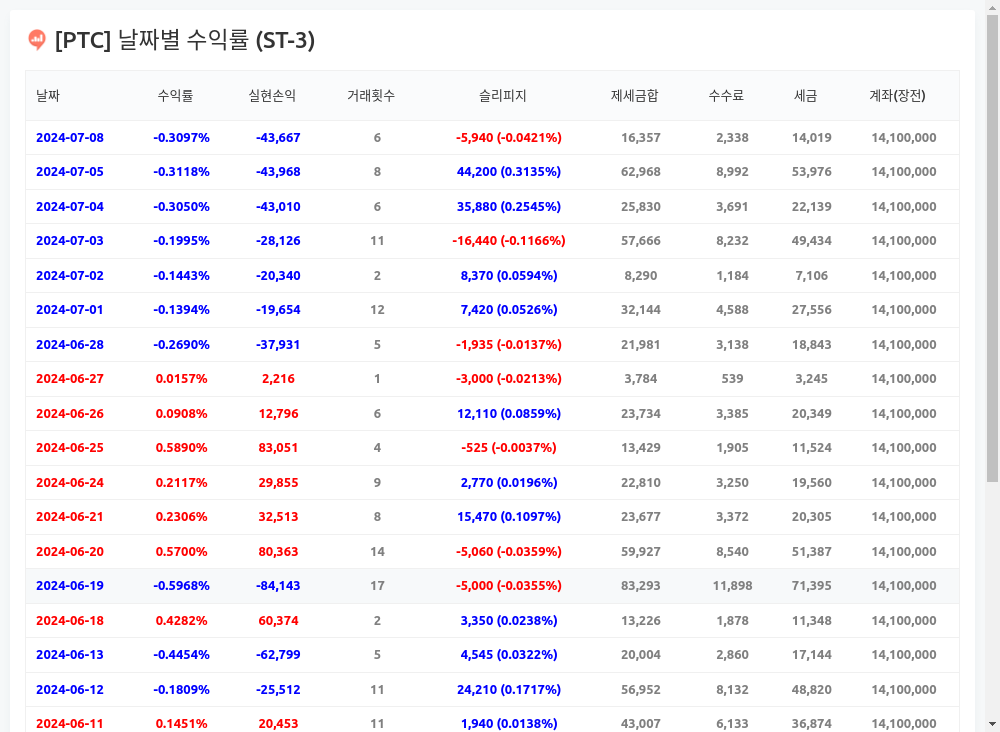 [PTC] 날짜별 수익률 (ST-3)
날짜 수익률 실현손익 거래횟수 슬리피지 제세금합 수수료 세금 계좌(장전)
2024-07-08 -0.3097% -43,667 6 -5,940 (-0.0421%) 16,357 2,338 14,019 14,100,000
2024-07-05 -0.3118% -43,968 8 44,200 (0.3135%) 62,968 8,992 53,976 14,100,000
2024-07-04 -0.3050% -43,010 6 35,880 (0.2545%) 25,830 3,691 22,139 14,100,000
2024-07-03 -0.1995% -28,126 11 -16,440 (-0.1166%) 57,666 8,232 49,434 14,100,000
2024-07-02 -0.1443% -20,340 2 8,370 (0.0594%) 8,290 1,184 7,106 14,100,000
2024-07-01 -0.1394% -19,654 12 7,420 (0.0526%) 32,144 4,588 27,556 14,100,000
2024-06-28 -0.2690% -37,931 5 -1,935 (-0.0137%) 21,981 3,138 18,843 14,100,000
2024-06-27 0.0157% 2,216 1 -3,000 (-0.0213%) 3,784 539 3,245 14,100,000
2024-06-26 0.0908% 12,796 6 12,110 (0.0859%) 23,734 3,385 20,349 14,100,000
2024-06-25 0.5890% 83,051 4 -525 (-0.0037%) 13,429 1,905 11,524 14,100,000
2024-06-24 0.2117% 29,855 9 2,770 (0.0196%) 22,810 3,250 19,560 14,100,000
2024-06-21 0.2306% 32,513 8 15,470 (0.1097%) 23,677 3,372 20,305 14,100,000
2024-06-20 0.5700% 80,363 14 -5,060 (-0.0359%) 59,927 8,540 51,387 14,100,000
2024-06-19 -0.5968% -84,143 17 -5,000 (-0.0355%) 83,293 11,898 71,395 14,100,000
2024-06-18 0.4282% 60,374 2 3,350 (0.0238%) 13,226 1,878 11,348 14,100,000
2024-06-13 -0.4454% -62,799 5 4,545 (0.0322%) 20,004 2,860 17,144 14,100,000
2024-06-12 -0.1809% -25,512 11 24,210 (0.1717%) 56,952 8,132 48,820 14,100,000
2024-06-11 0.1451% 20,453 11 1,940 (0.0138%) 43,007 6,133 36,874 14,100,000